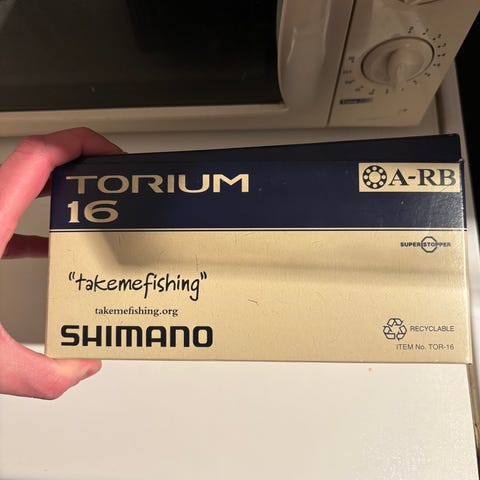 TORIUM
16
A-RB
SUPER STOPPER
"takemefishing"
takemefishing.org
SHIMANO
RECYCLABLE
ITEM No. TOR-16